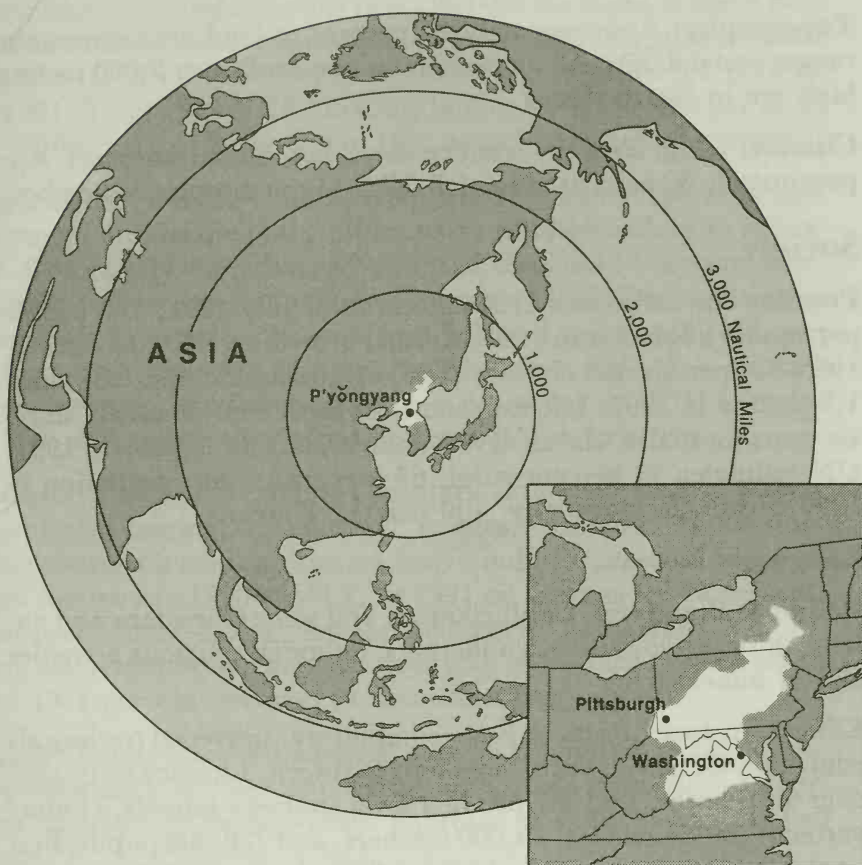 ASIA
P'yŏngyang
1,000
2,000
3,000 Nautical Miles
Pittsburgh
Washington